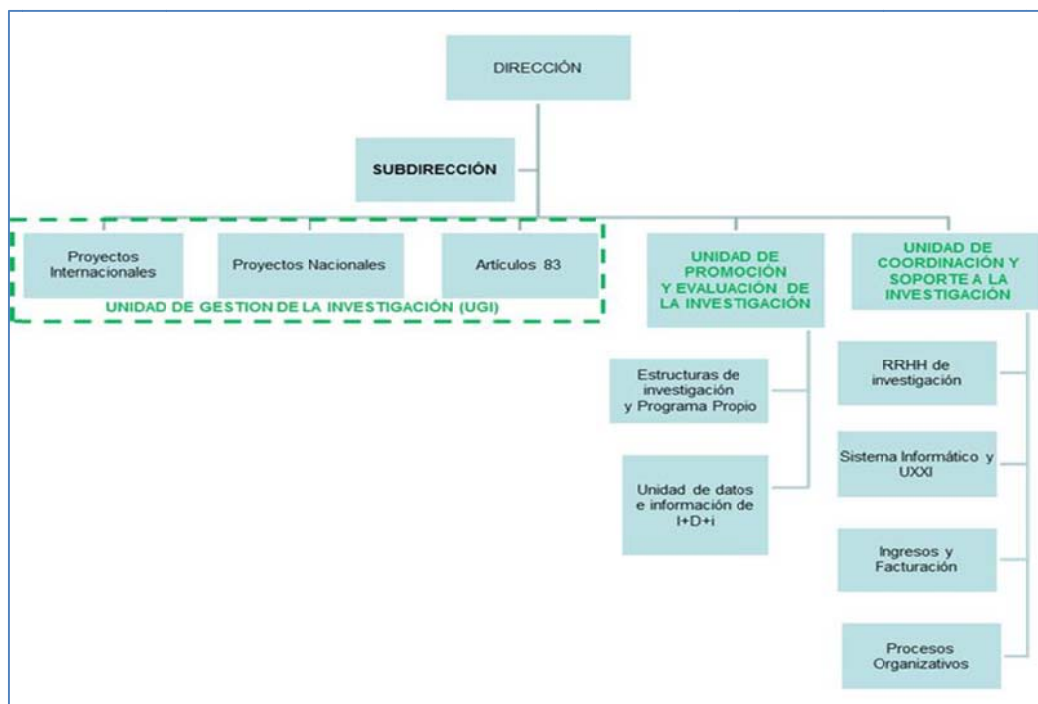 DIRECCIÓN
SUBDIRECCIÓN
Proyectos
Internacionales
Proyectos Nacionales
Artículos 83
UNIDAD DE GESTION DE LA INVESTIGACIÓN (UGI)
UNIDAD DE
PROMOCIÓN
Y EVALUACIÓN DE
LA INVESTIGACIÓN
Estructuras de
investigación
y Programa Propio
Unidad de datos
e información de
I+D+i
UNIDAD DE
COORDINACIÓN Y
SOPORTE A LA
INVESTIGACIÓN
RRHH de
investigación
Sistema Informático y
UXXI
Ingresos y
Facturación
Procesos
Organizativos